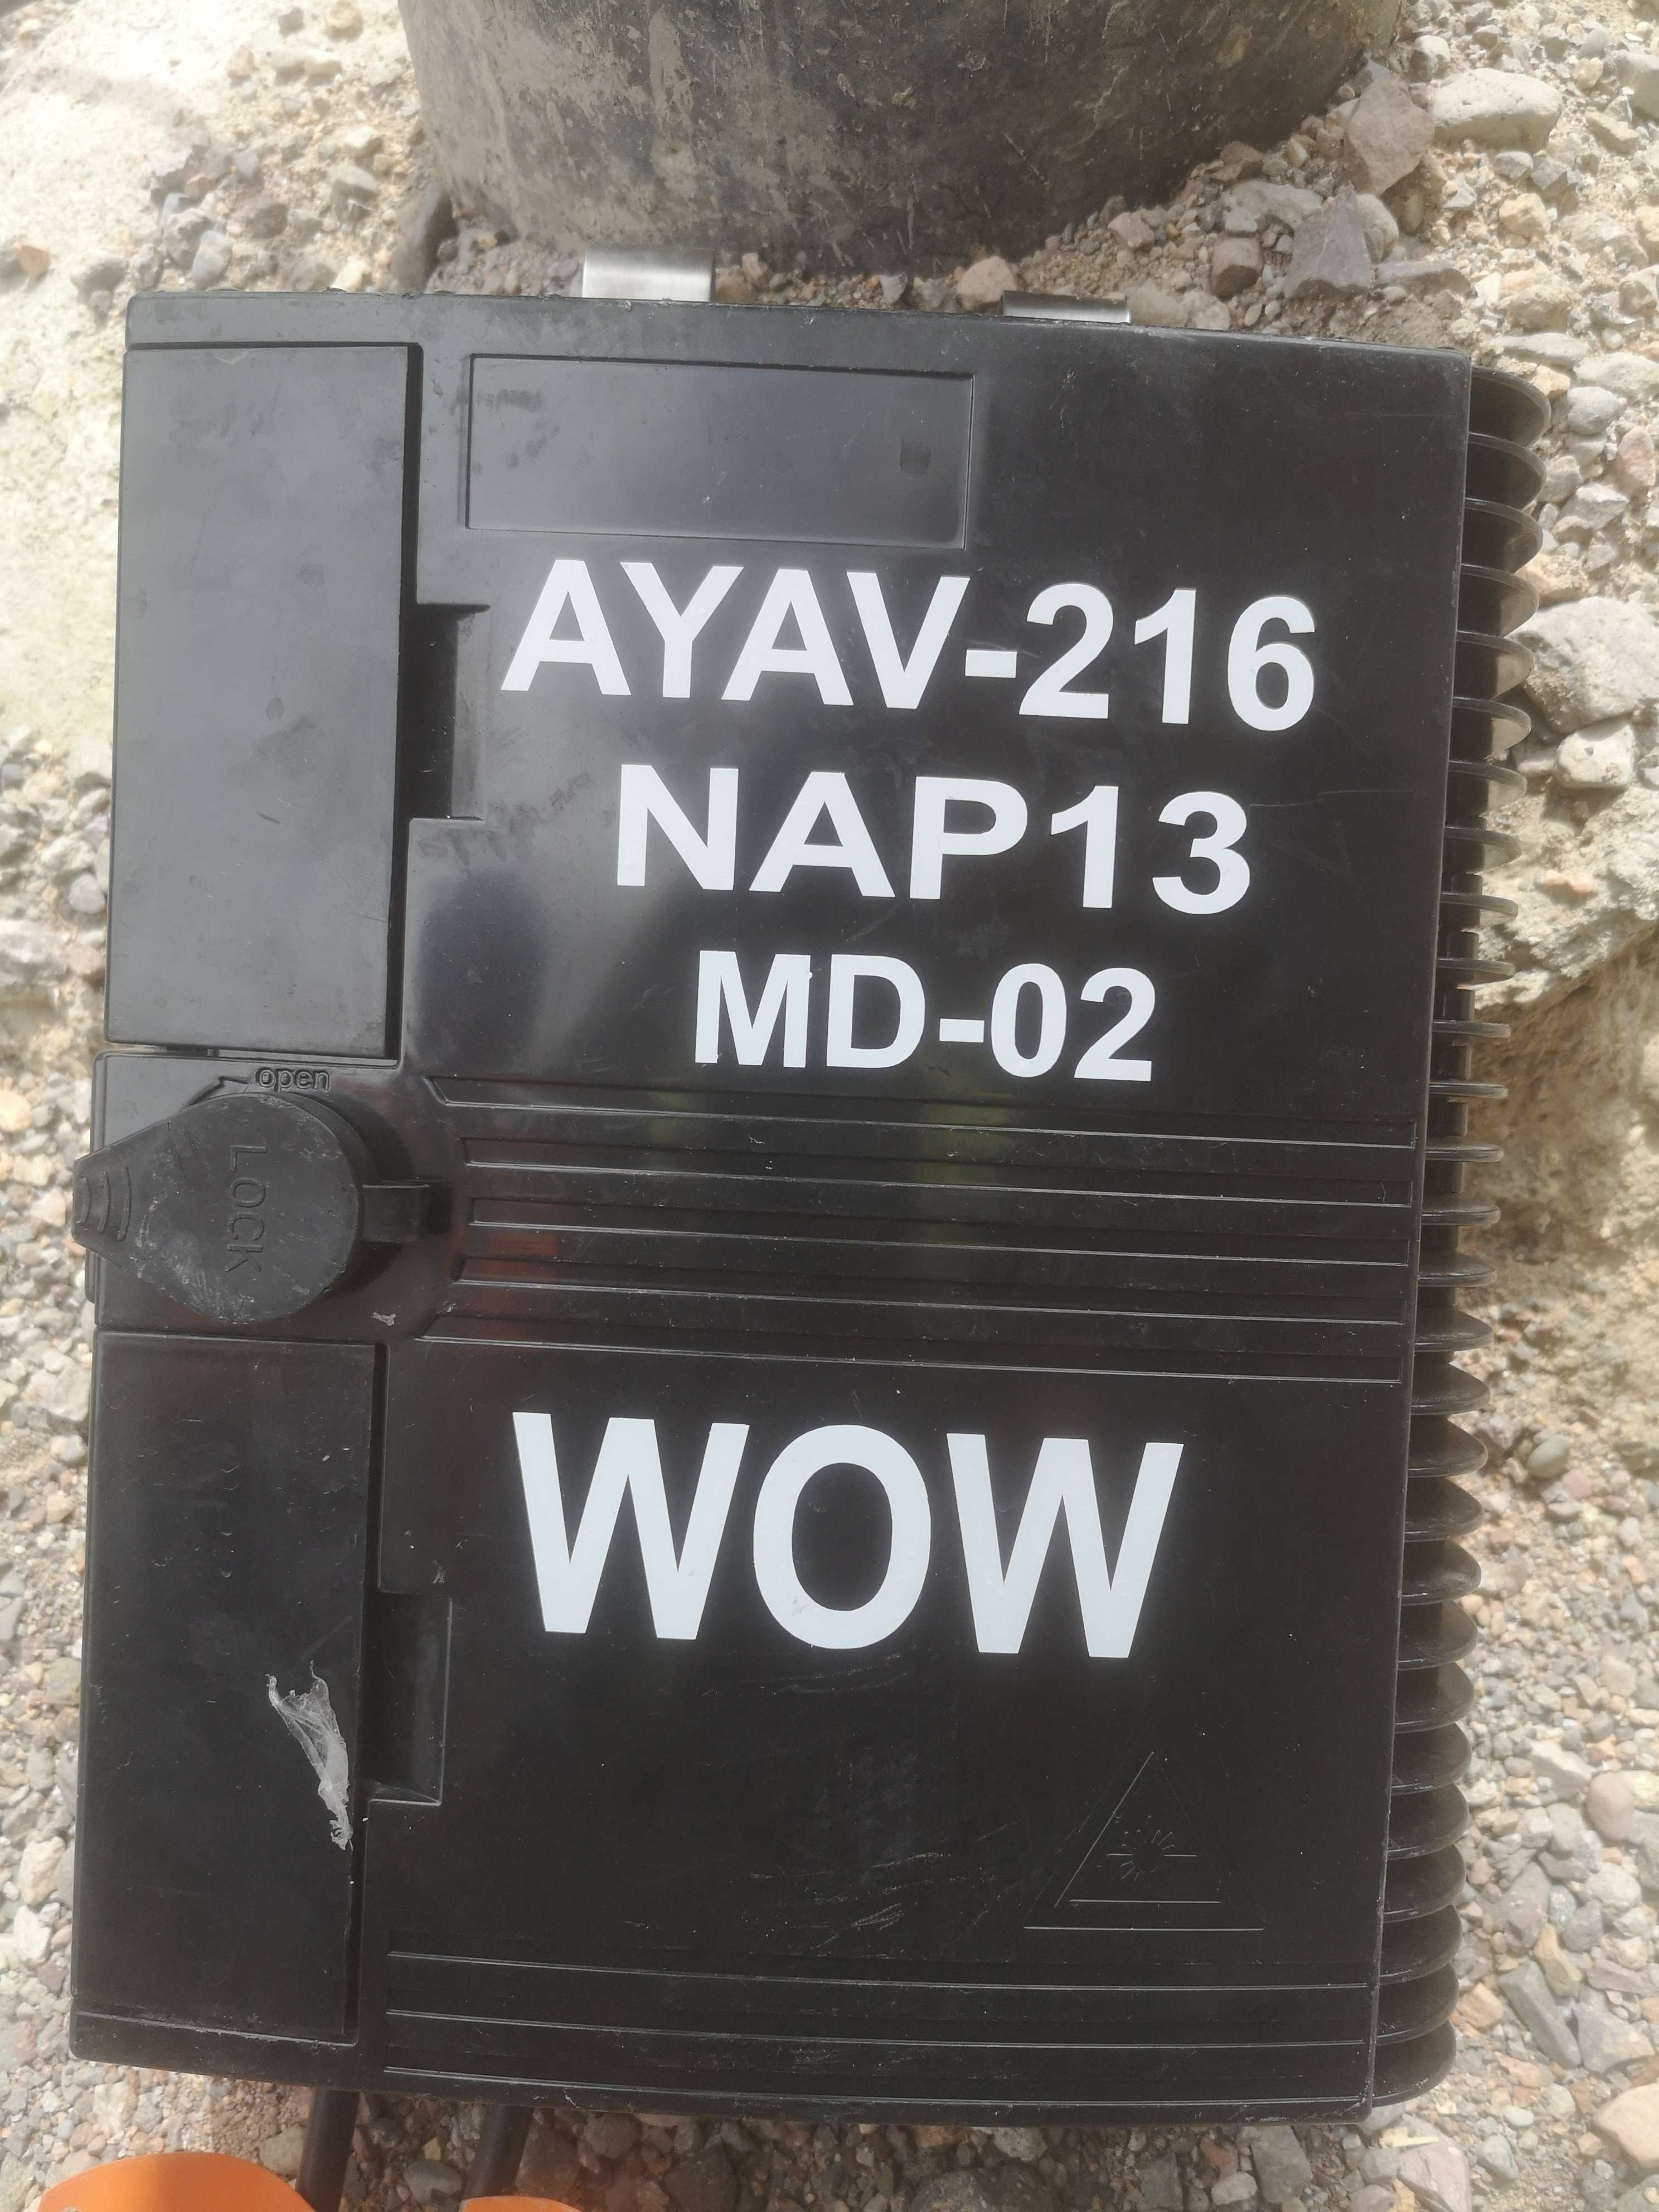 AYAV-216
NAP13
MD-02
open
LOCK
WOW